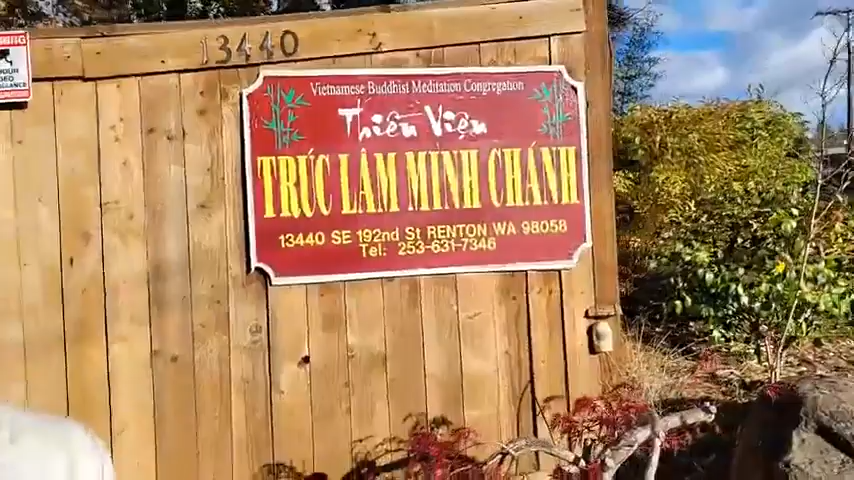 13440
Vietnamese Buddhist Meditation Congregation
Thiền Viện
TRÚC LÂM MINH CHÁNH
13440 SE 192nd St RENTON WA 98058
Tel: 253-631-7346